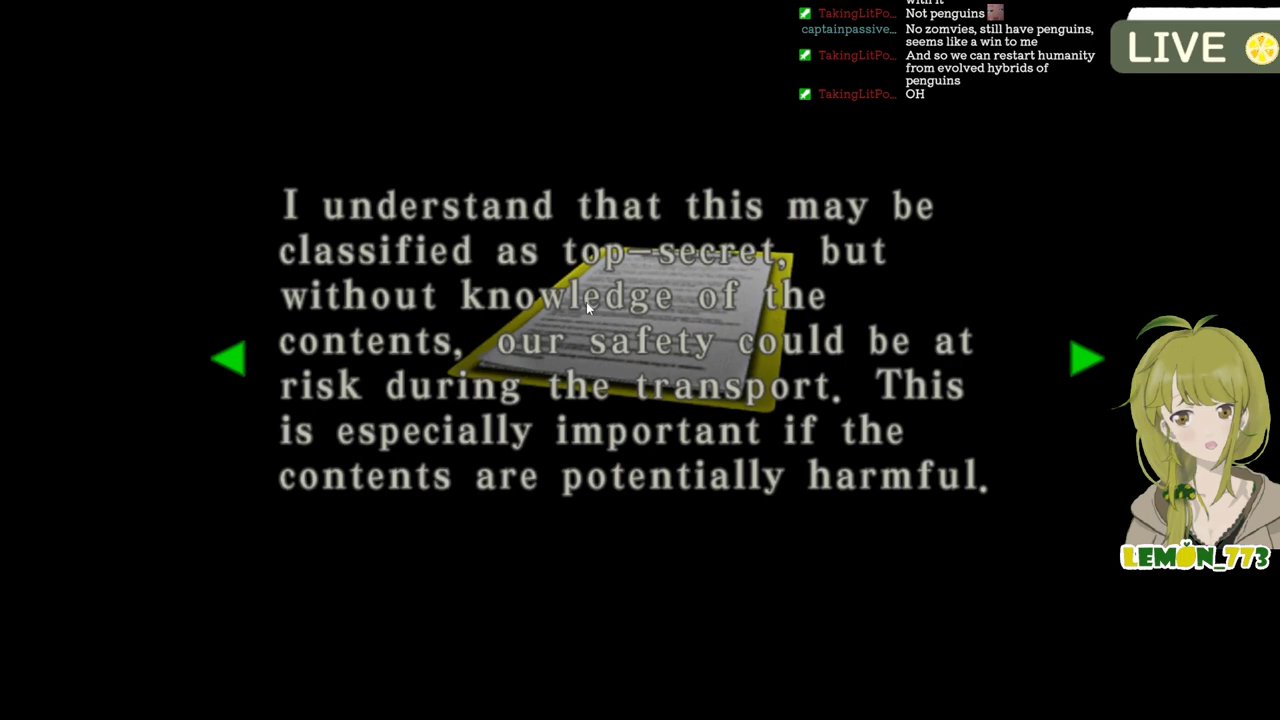 with it
TakingLitPo... Not penguins
captainpassive... No zomvies, still have penguins,
seems like a win to me
TakingLitPo... And so we can restart humanity
from evolved hybrids of
penguins
TakingLitPo... OH
LIVE
I understand that this may be
classified as top-secret, but
without knowledge of the
contents, our safety could be at
risk during the transport. This
is especially important if the
contents are potentially harmful.
LEMON_773